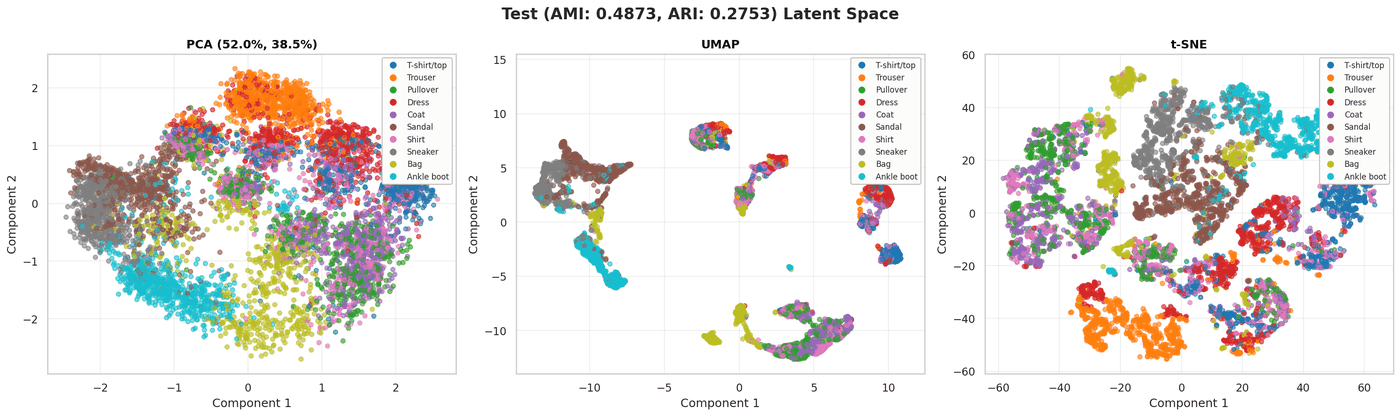 Test (AMI: 0.4873, ARI: 0.2753) Latent Space
PCA (52.0%, 38.5%)
Component 2
2
1
0
−1
−2
−2
−1
0
1
2
Component 1
T-shirt/top
Trouser
Pullover
Dress
Coat
Sandal
Shirt
Sneaker
Bag
Ankle boot
UMAP
Component 2
15
10
5
0
−5
−10
−10
−5
0
5
10
Component 1
T-shirt/top
Trouser
Pullover
Dress
Coat
Sandal
Shirt
Sneaker
Bag
Ankle boot
t-SNE
Component 2
60
40
20
0
−20
−40
−60
−60
−40
−20
0
20
40
60
Component 1
T-shirt/top
Trouser
Pullover
Dress
Coat
Sandal
Shirt
Sneaker
Bag
Ankle boot